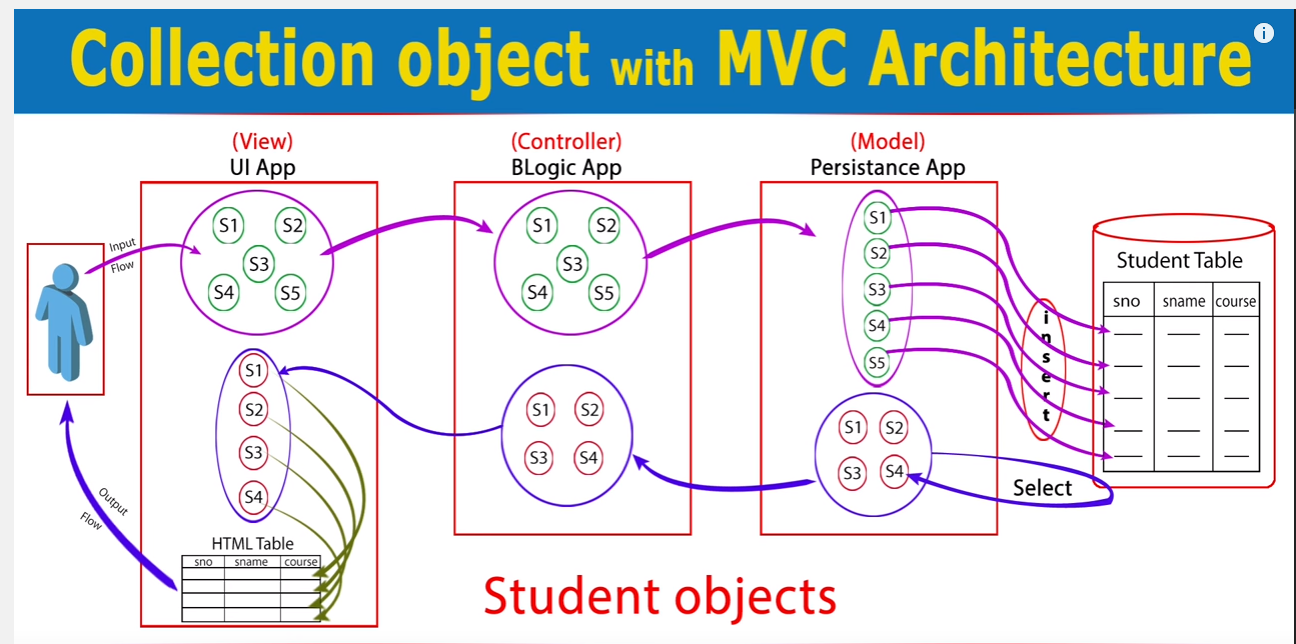 Collection object with MVC Architecture
i
(View)
UI App
(Controller)
BLogic App
(Model)
Persistance App
Input
Flow
S1 S2
S3
S4 S5
S1 S2
S3
S4 S5
S1
S2
S3
S4
S5
insert
Student Table
sno sname course
S1
S2
S3
S4
S1 S2
S3 S4
S1 S2
S3 S4
Select
Output
Flow
HTML Table
sno sname course
Student objects